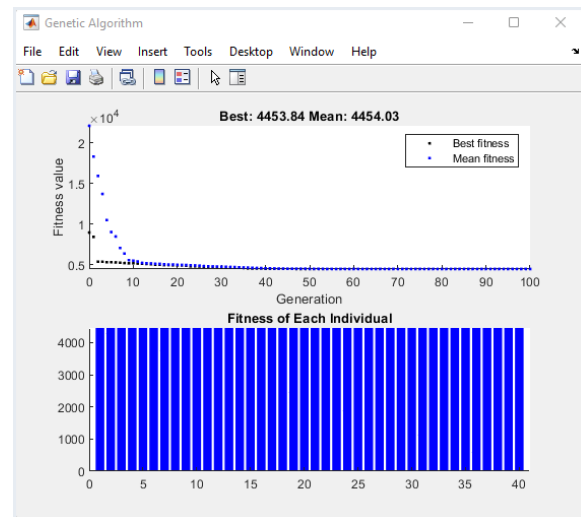 Genetic Algorithm
File Edit View Insert Tools Desktop Window Help
×10⁴
Best: 4453.84 Mean: 4454.03
2
1.5
1
0.5
Fitness value
Best fitness
Mean fitness
0 10 20 30 40 50 60 70 80 90 100
Generation
Fitness of Each Individual
4000
3000
2000
1000
0
0 5 10 15 20 25 30 35 40